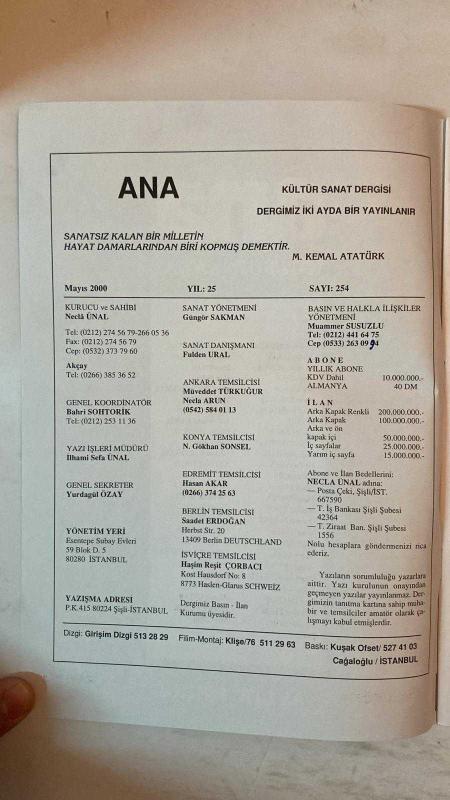 ANA
KÜLTÜR SANAT DERGİSİ
DERGİMİZ İKİ AYDA BİR YAYINLANIR
SANATSIZ KALAN BİR MİLLETİN
HAYAT DAMARLARINDAN BİRİ KOPMUŞ DEMEKTİR.
M. KEMAL ATATÜRK
Mayıs 2000
YIL: 25
SAYI: 254
KURUCU ve SAHİBİ
Neclâ ÜNAL
Tel: (0212) 274 56 79-266 05 36
Fax: (0212) 274 56 79
Cep: (0532) 373 79 60
Akçay
Tel: (0266) 385 36 52
GENEL KOORDİNATÖR
Bahri SOHTORİK
Tel: (0212) 253 11 36
YAZI İŞLERİ MÜDÜRÜ
İlhami Sefa ÜNAL
GENEL SEKRETER
Yurdagül ÖZAY
YÖNETİM YERİ
Esentepe Subay Evleri
59 Blok D. 5
80280 İSTANBUL
YAZIŞMA ADRESİ
P.K.415 80224 Şişli-İSTANBUL
SANAT YÖNETMENİ
Güngör SAKMAN
SANAT DANIŞMANI
Fulden URAL
ANKARA TEMSİLCİSİ
Müveddet TÜRKUĞUR
Necla ARUN
(0542) 584 01 13
KONYA TEMSİLCİSİ
N. Gökhan SONSEL
EDREMİT TEMSİLCİSİ
Hasan AKAR
(0266) 374 25 63
BERLİN TEMSİLCİSİ
Saadet ERDOĞAN
Herbst Str. 20
13409 Berlin DEUTSCHLAND
İSVİÇRE TEMSİLCİSİ
Haşim Reşit ÇORBACI
Kost Hausdorf No: 8
8773 Haslen-Glarus SCHWEİZ
Dergimiz Basın - İlan
Kurumu üyesidir.
BASIN VE HALKLA İLİŞKİLER
YÖNETMENİ
Muammer SUSUZLU
Tel: (0212) 441 64 75
Cep (0533) 263 09 94
ABONE
YILLIK ABONE
KDV Dahil 10.000.000.-
ALMANYA 40 DM
İLAN
Arka Kapak Renkli 200.000.000.-
Arka Kapak 100.000.000.-
Arka ve ön
kapak içi 50.000.000.-
İç sayfalar 25.000.000.-
Yarım iç sayfa 15.000.000.-
Abone ve İlan Bedellerini:
NECLA ÜNAL adına:
— Posta Çeki, Şişli/İST.
667590
— T. İş Bankası Şişli Şubesi
42364
— T. Ziraat Ban. Şişli Şubesi
1556
Nolu hesaplara göndermenizi rica
ederiz.
Yazıların sorumluluğu yazarlara
aittir. Yazı kurulunun onayından
geçmeyen yazılar yayınlanmaz. Der-
gimizin tanıtma kartına sahip muha-
bir ve temsilciler amatör olarak ça-
lışmayı kabul etmişlerdir.
Dizgi: Girişim Dizgi 513 28 29 Film-Montaj: Klişe/76 511 29 63 Baskı: Kuşak Ofset/ 527 41 03
Cağaloğlu / İSTANBUL